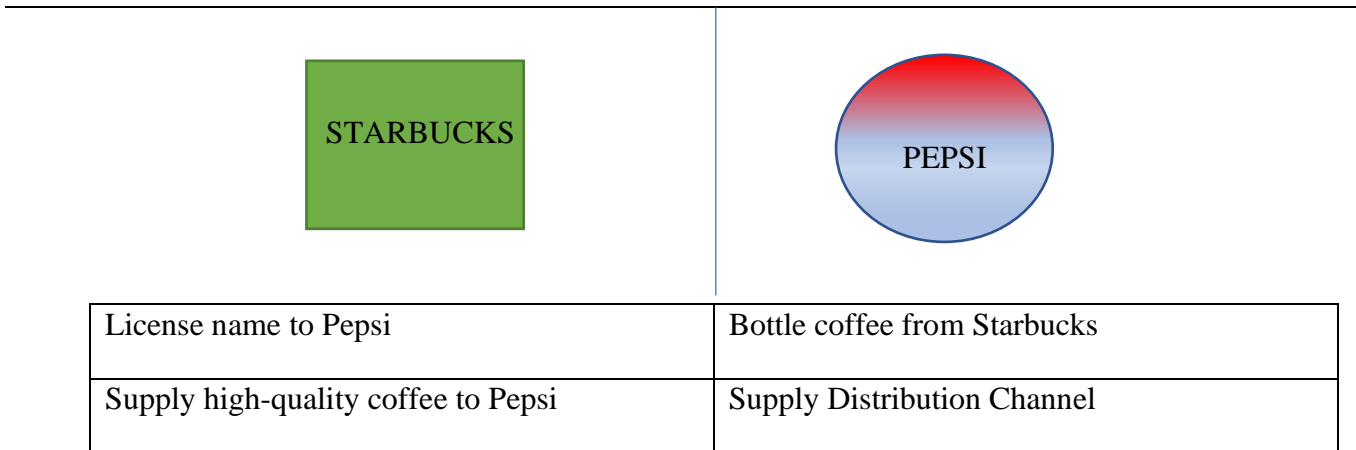 STARBUCKS
PEPSI
License name to Pepsi
Bottle coffee from Starbucks
Supply high-quality coffee to Pepsi
Supply Distribution Channel